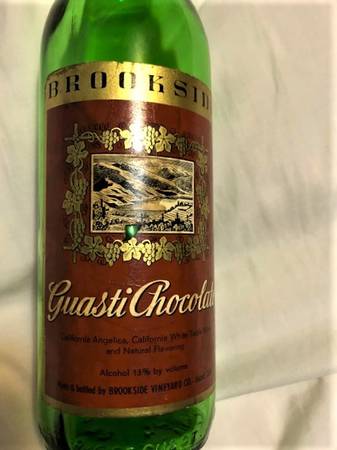 BROOKSID
Guasti Chocolat
California Angelica, California White Table Wine
and Natural Flavoring
Alcohol 13% by volume
& bottled by BROOKSIDE VINEYARD CO.